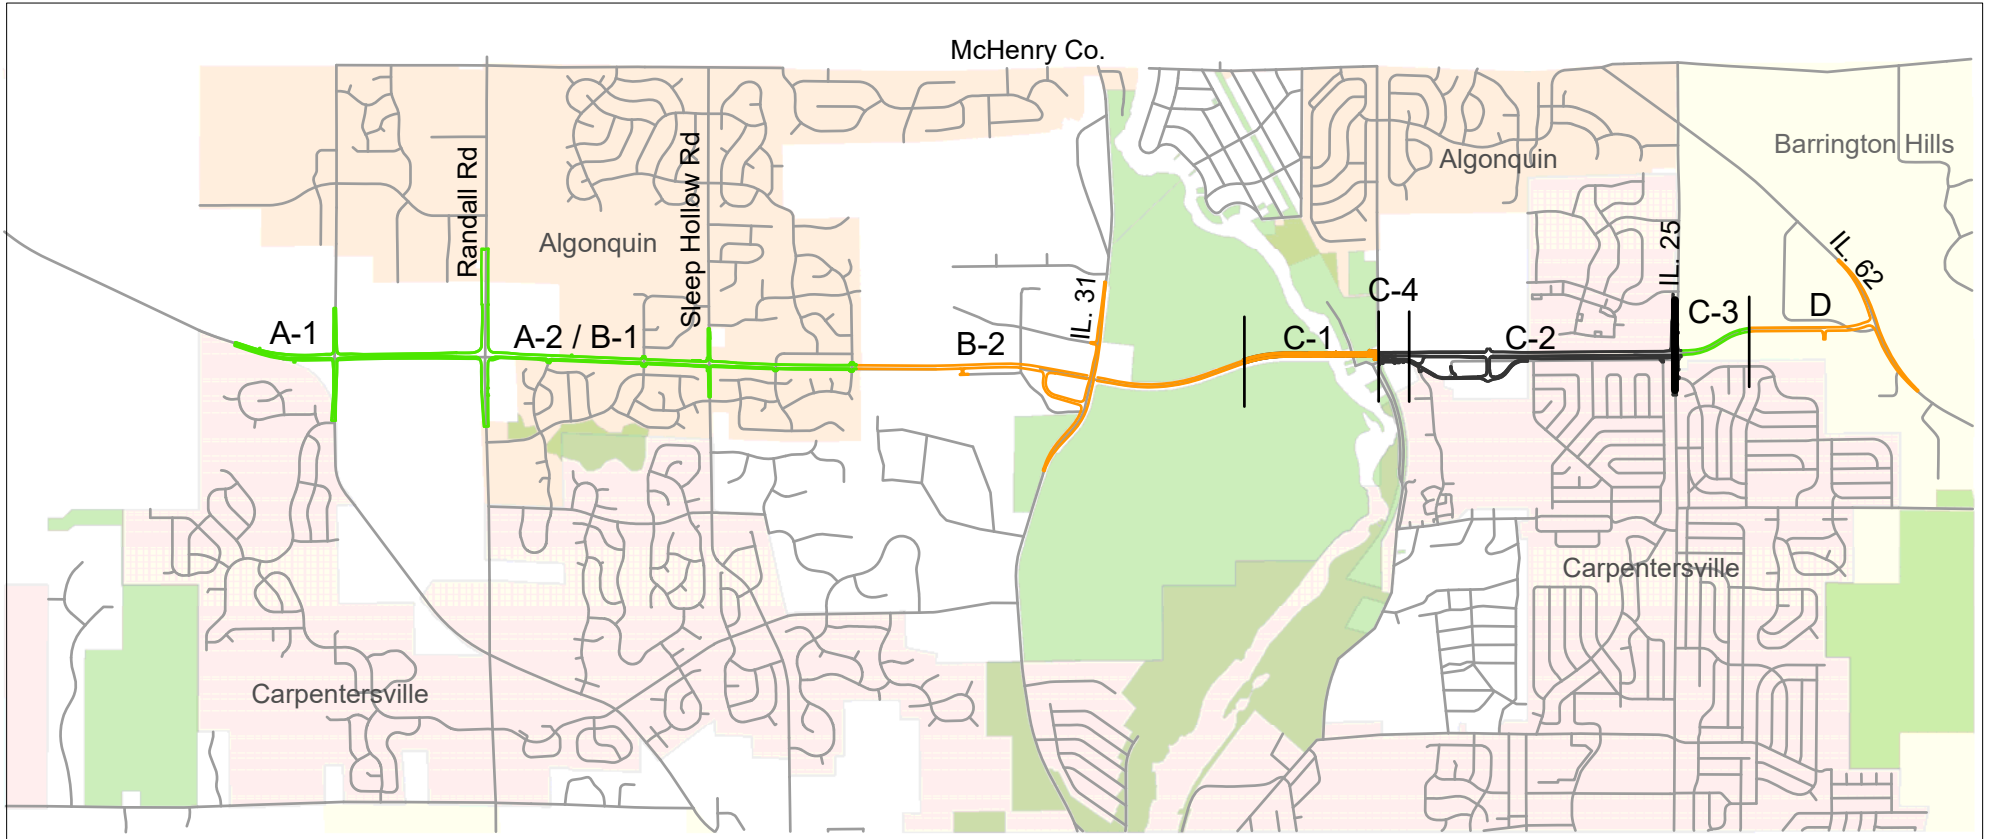 McHenry Co.
Algonquin
Barrington Hills
Randall Rd
Sleep Hollow Rd
Algonquin
IL. 31
IL. 25
IL. 62
C-4
A-1
A-2 / B-1
B-2
C-1
C-2
C-3
D
Carpentersville
Carpentersville